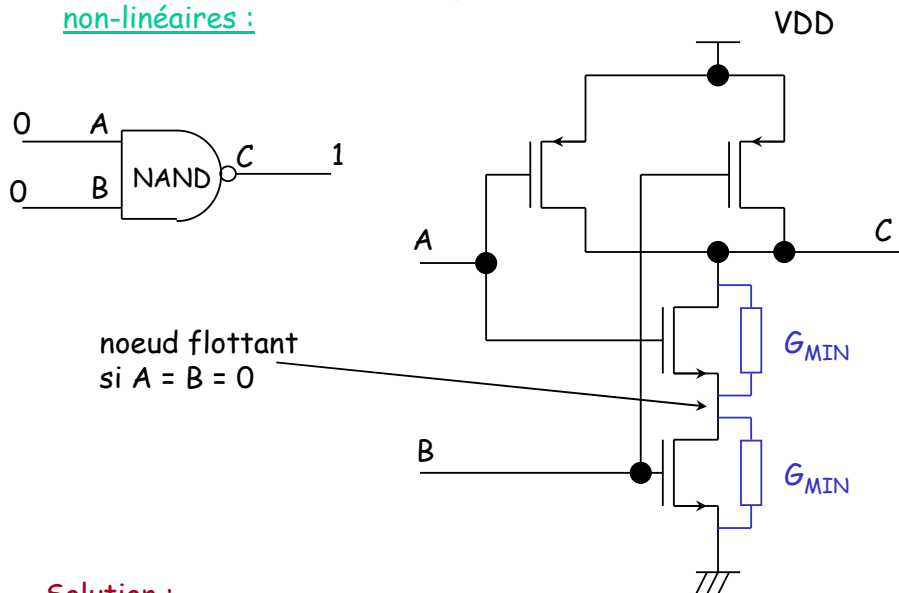 non-linéaires :
VDD
0
A
C
1
NAND
0
B
A
C
noeud flottant
si A = B = 0
G_MIN
B
G_MIN
Solution :